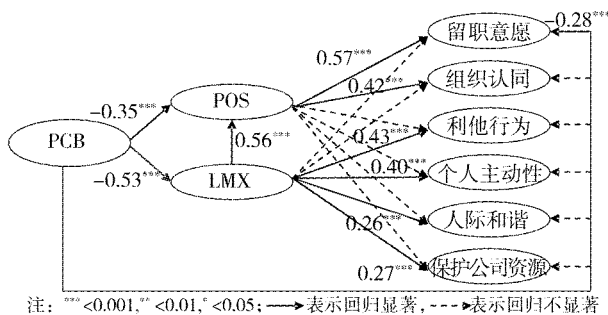 -0.28***
留职意愿
0.57***
组织认同
0.42***
-0.35***
POS
利他行为
0.43***
PCB
0.56***
个人主动性
0.40***
-0.53***
LMX
人际和谐
0.26***
保护公司资源
0.27***
注: ***<0.001,**<0.01,*<0.05;——►表示回归显著,----►表示回归不显著